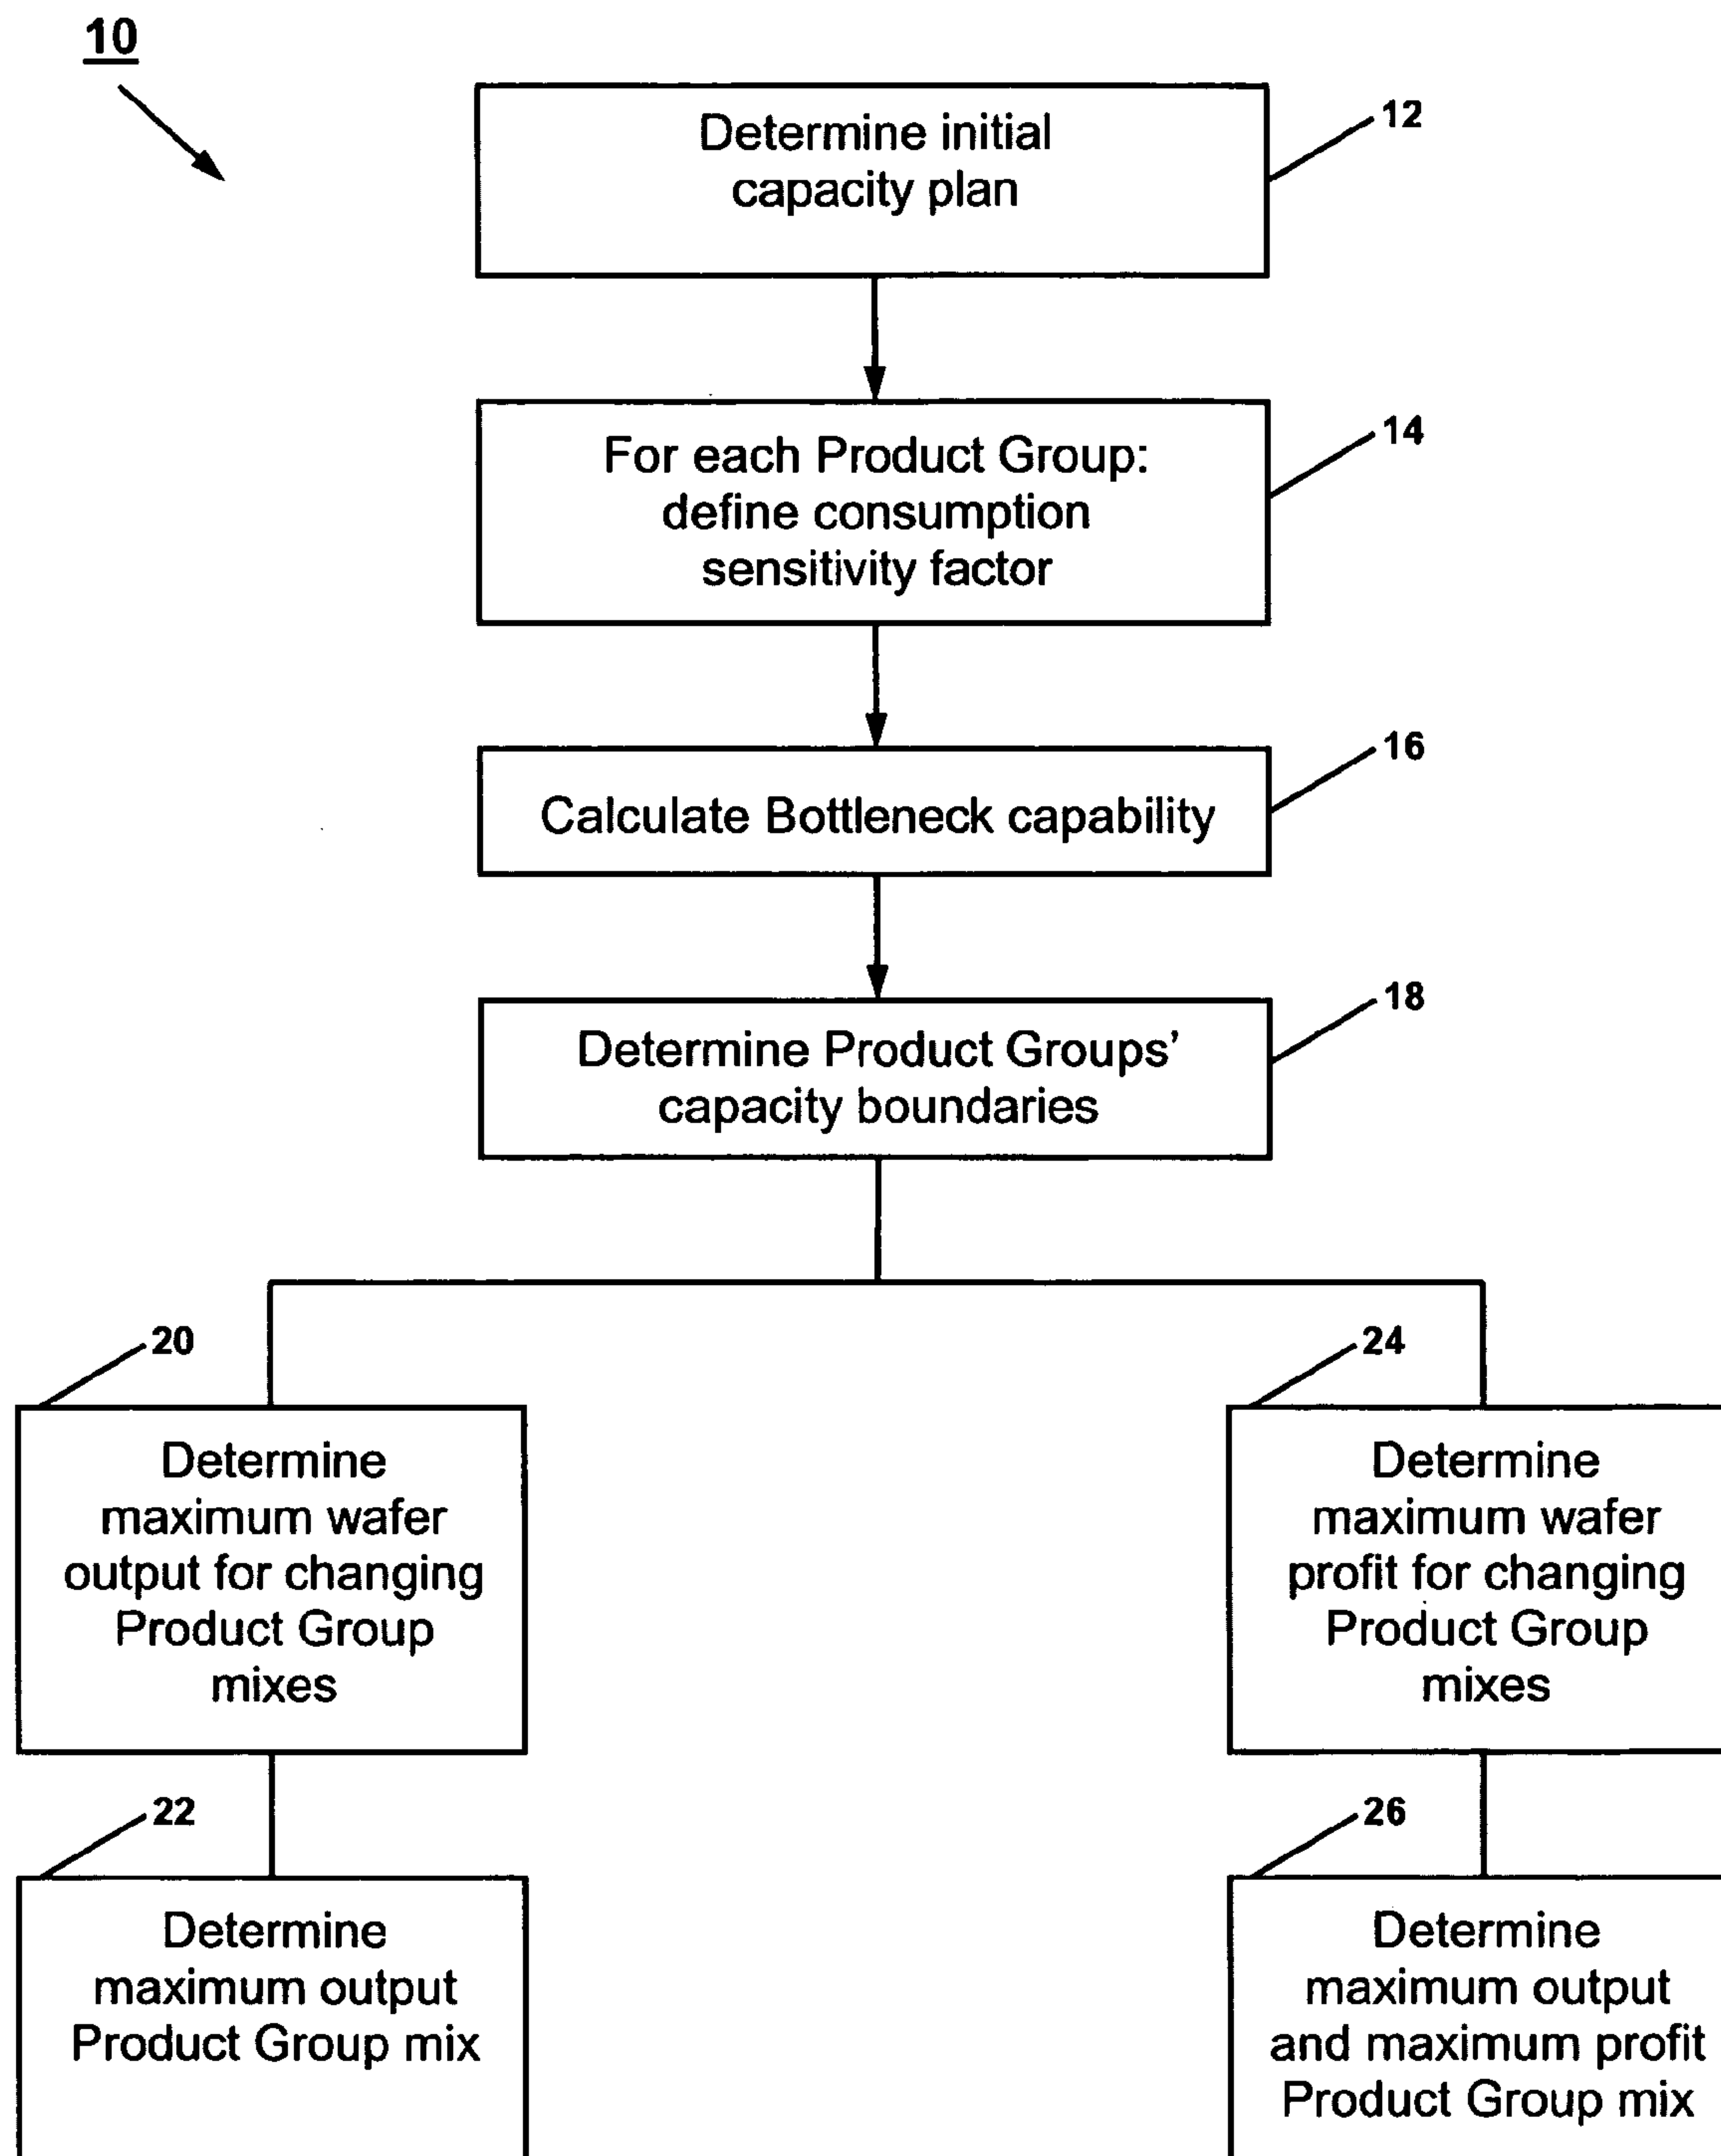 10
Determine initial
capacity plan
12
For each Product Group:
define consumption
sensitivity factor
14
Calculate Bottleneck capability
16
Determine Product Groups’
capacity boundaries
18
20
Determine
maximum wafer
output for changing
Product Group
mixes
24
Determine
maximum wafer
profit for changing
Product Group
mixes
22
Determine
maximum output
Product Group mix
26
Determine
maximum output
and maximum profit
Product Group mix